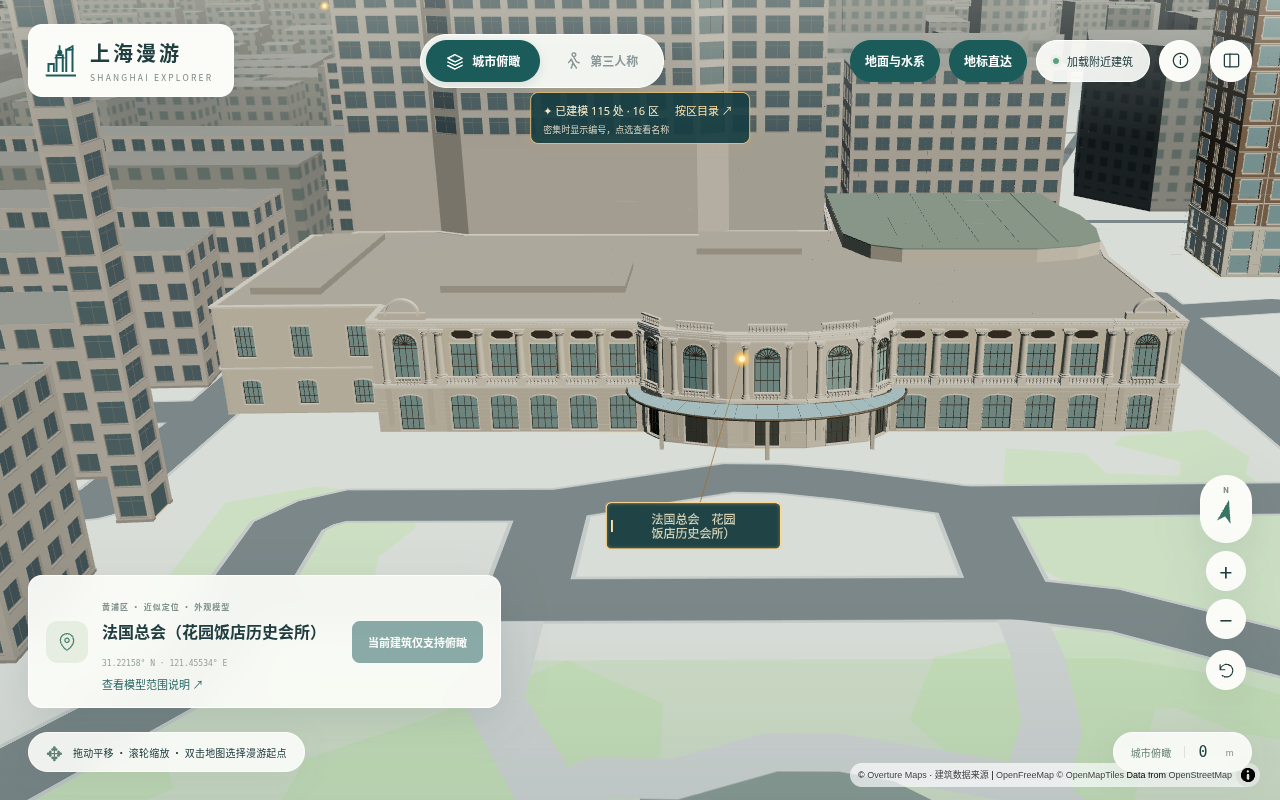 上海漫游
SHANGHAI EXPLORER
城市俯瞰
第三人称
地面与水系
地标直达
加载附近建筑
✦ 已建模 115 处 · 16 区 按区目录 ↗
密集时显示编号，点选查看名称
法国总会 花园
饭店历史会所）
N
黄浦区 · 近似定位 · 外观模型
法国总会（花园饭店历史会所）
当前建筑仅支持俯瞰
31.22158° N · 121.45534° E
查看模型范围说明 ↗
拖动平移 · 滚轮缩放 · 双击地图选择漫游起点
城市俯瞰 0 m
© Overture Maps · 建筑数据来源 | OpenFreeMap © OpenMapTiles Data from OpenStreetMap